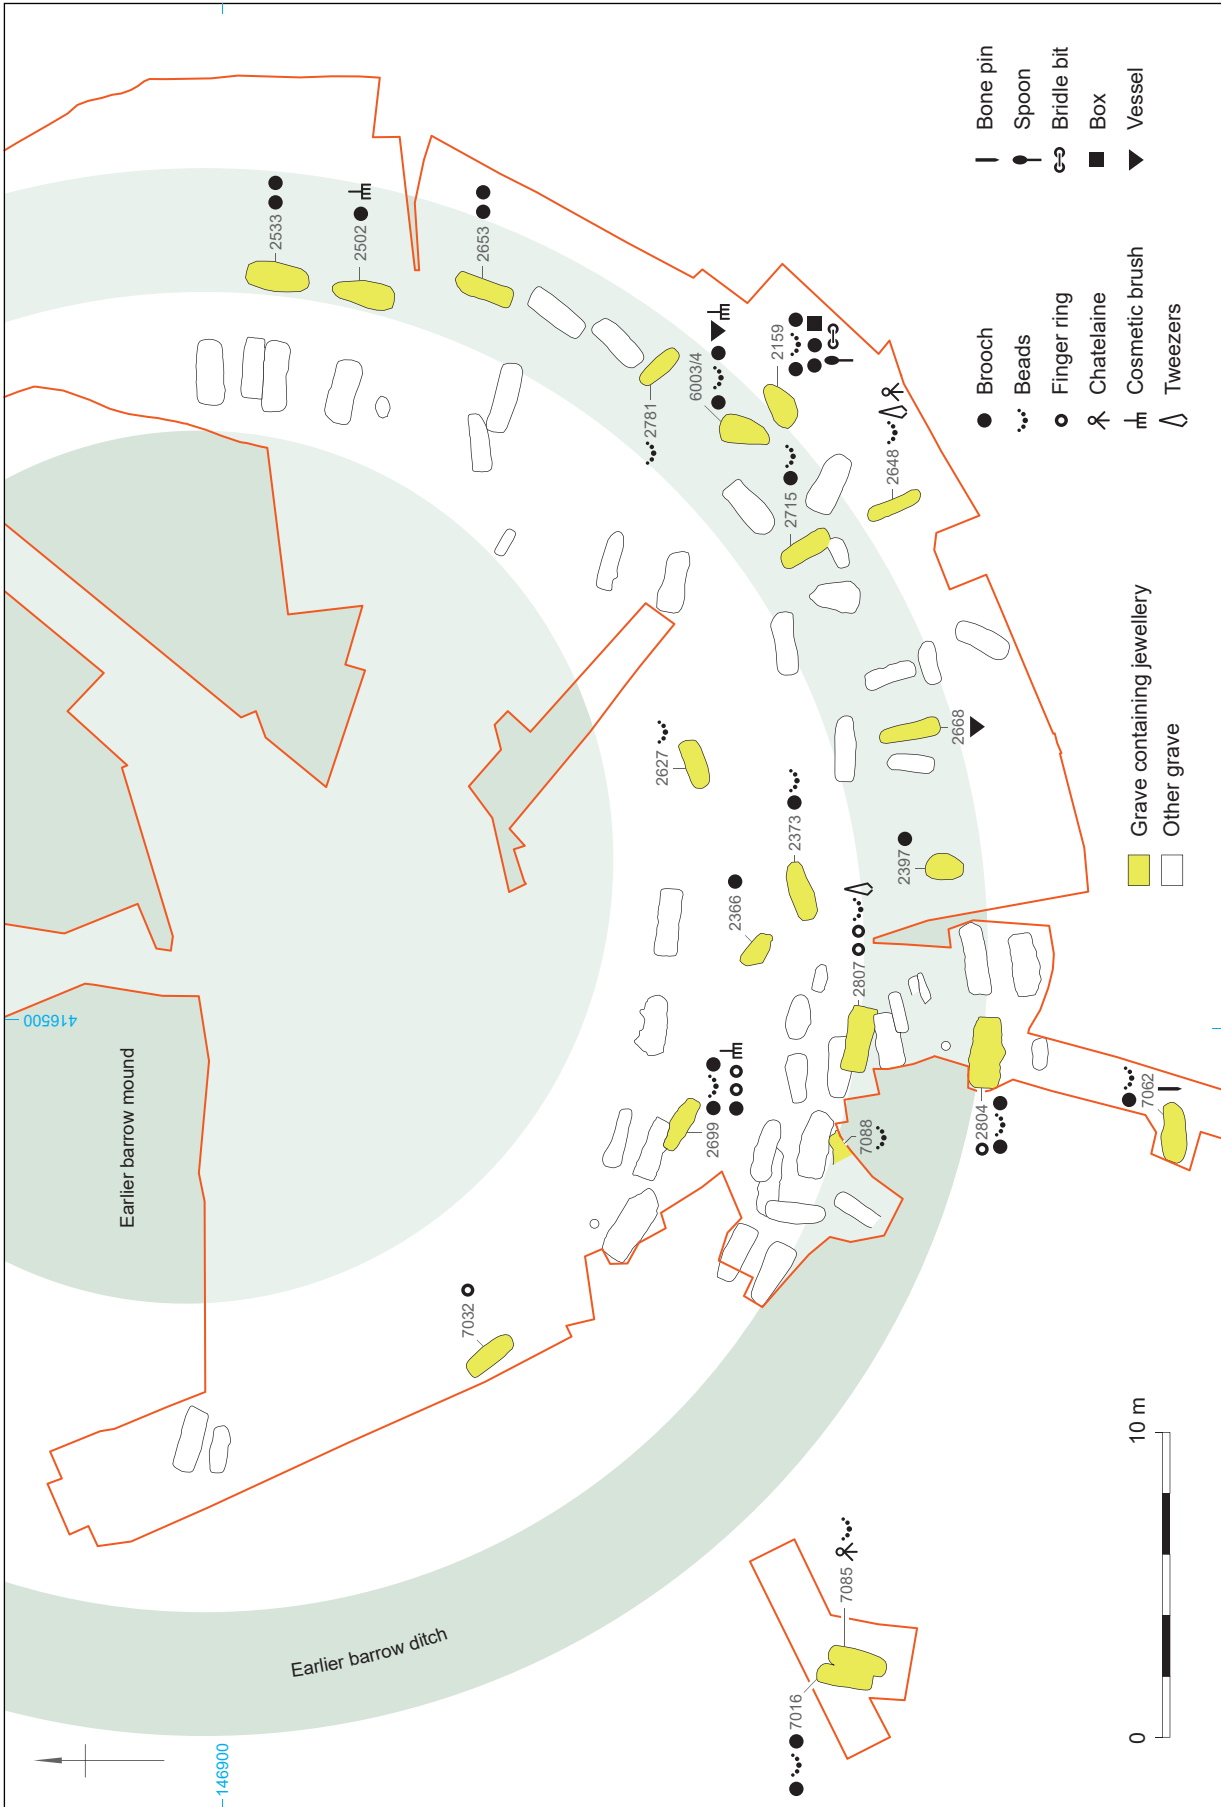 416500
146900
Earlier barrow mound
Earlier barrow ditch
2533
2502
2653
2781
6003/4
2159
2715
2648
2627
2668
2373
2397
2366
2807
2699
2804
7088
7062
7032
7085
7016
Grave containing jewellery
Other grave
Brooch
Beads
Finger ring
Chatelaine
Cosmetic brush
Tweezers
Bone pin
Spoon
Bridle bit
Box
Vessel
0
10 m